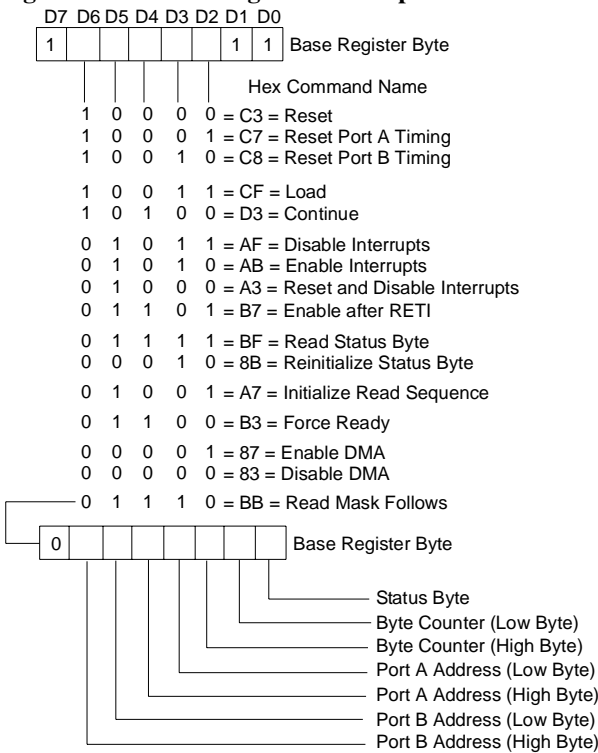 D7 D6 D5 D4 D3 D2 D1 D0
1 1 1 Base Register Byte
Hex Command Name
1 0 0 0 0 = C3 = Reset
1 0 0 0 1 = C7 = Reset Port A Timing
1 0 0 1 0 = C8 = Reset Port B Timing
1 0 0 1 1 = CF = Load
1 0 1 0 0 = D3 = Continue
0 1 0 1 1 = AF = Disable Interrupts
0 1 0 1 0 = AB = Enable Interrupts
0 1 0 0 0 = A3 = Reset and Disable Interrupts
0 1 1 0 1 = B7 = Enable after RETI
0 1 1 1 1 = BF = Read Status Byte
0 0 0 1 0 = 8B = Reinitialize Status Byte
0 1 0 0 1 = A7 = Initialize Read Sequence
0 1 1 0 0 = B3 = Force Ready
0 0 0 0 1 = 87 = Enable DMA
0 0 0 0 0 = 83 = Disable DMA
0 1 1 1 0 = BB = Read Mask Follows
0 Base Register Byte
Status Byte
Byte Counter (Low Byte)
Byte Counter (High Byte)
Port A Address (Low Byte)
Port A Address (High Byte)
Port B Address (Low Byte)
Port B Address (High Byte)